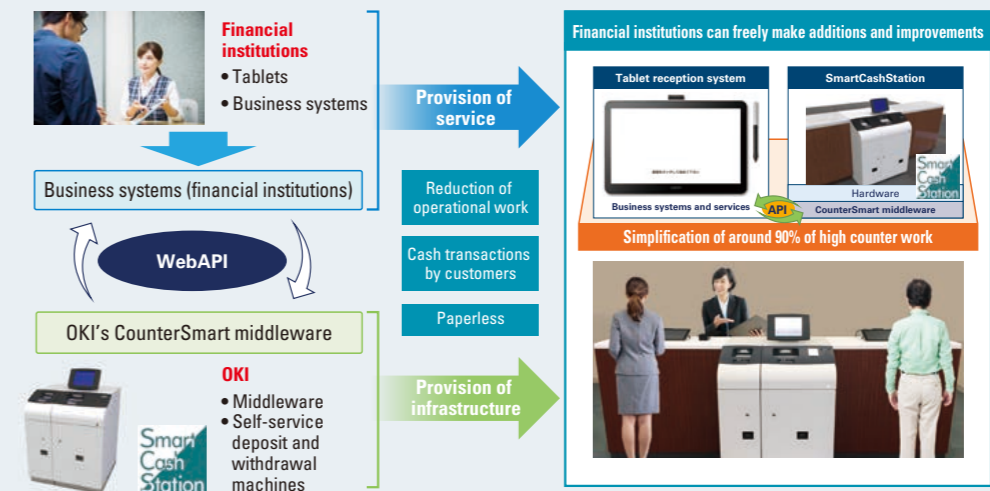 Financial
institutions
• Tablets
• Business systems
Business systems (financial institutions)
WebAPI
OKI's CounterSmart middleware
OKI
• Middleware
• Self-service
deposit and
withdrawal
machines
Smart
Cash
Station
Provision of
service
Reduction of
operational work
Cash transactions
by customers
Paperless
Provision of
infrastructure
Financial institutions can freely make additions and improvements
Tablet reception system
Business systems and services
API
SmartCashStation
Smart
Cash
Station
Hardware
CounterSmart middleware
Simplification of around 90% of high counter work